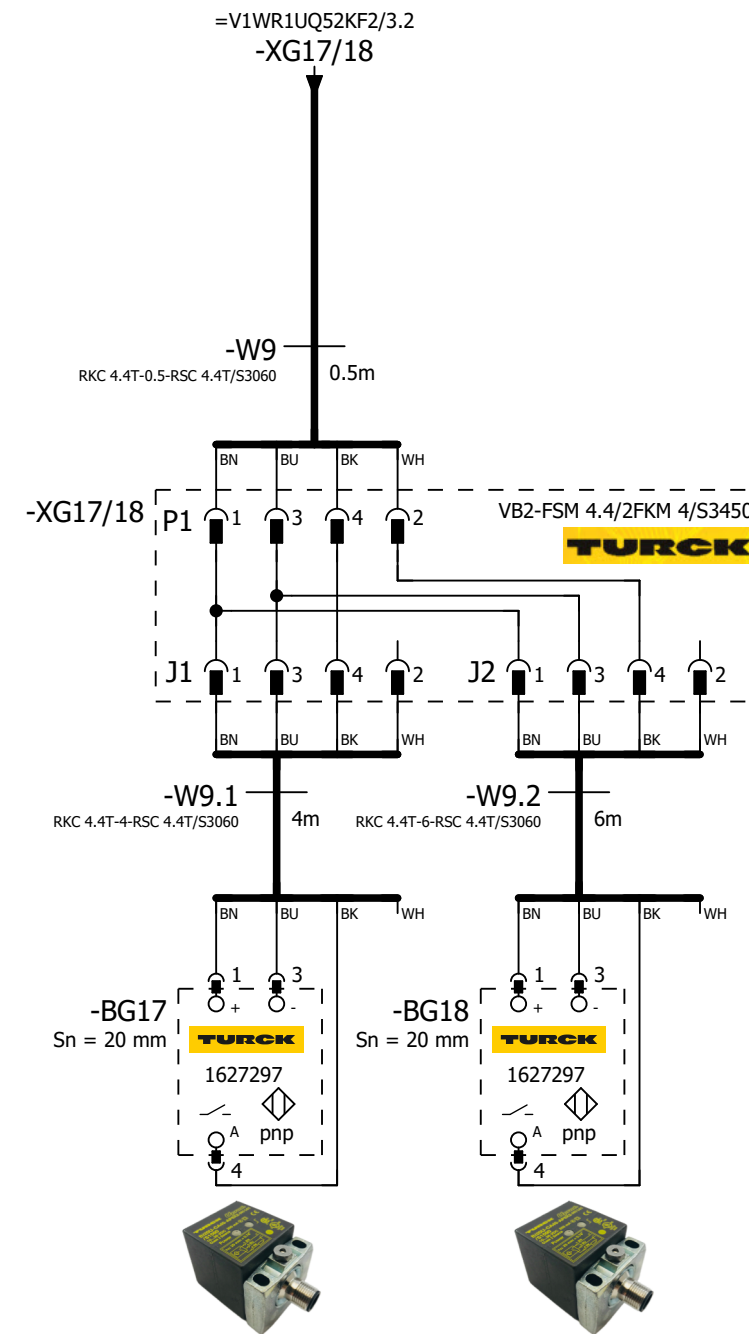 =V1WR1UQ52KF2/3.2
-XG17/18
-W9
RKC 4.4T-0.5-RSC 4.4T/S3060
0.5m
BN BU BK WH
-XG17/18 P1 1 3 4 2 VB2-FSM 4.4/2FKM 4/S3450
TURCK
J1 1 3 4 2 J2 1 3 4 2
BN BU BK WH BN BU BK WH
-W9.1 -W9.2
RKC 4.4T-4-RSC 4.4T/S3060 4m RKC 4.4T-6-RSC 4.4T/S3060 6m
BN BU BK WH BN BU BK WH
1 3 1 3
-BG17 + - -BG18 + -
Sn = 20 mm TURCK Sn = 20 mm TURCK
1627297 1627297
A pnp A pnp
4 4